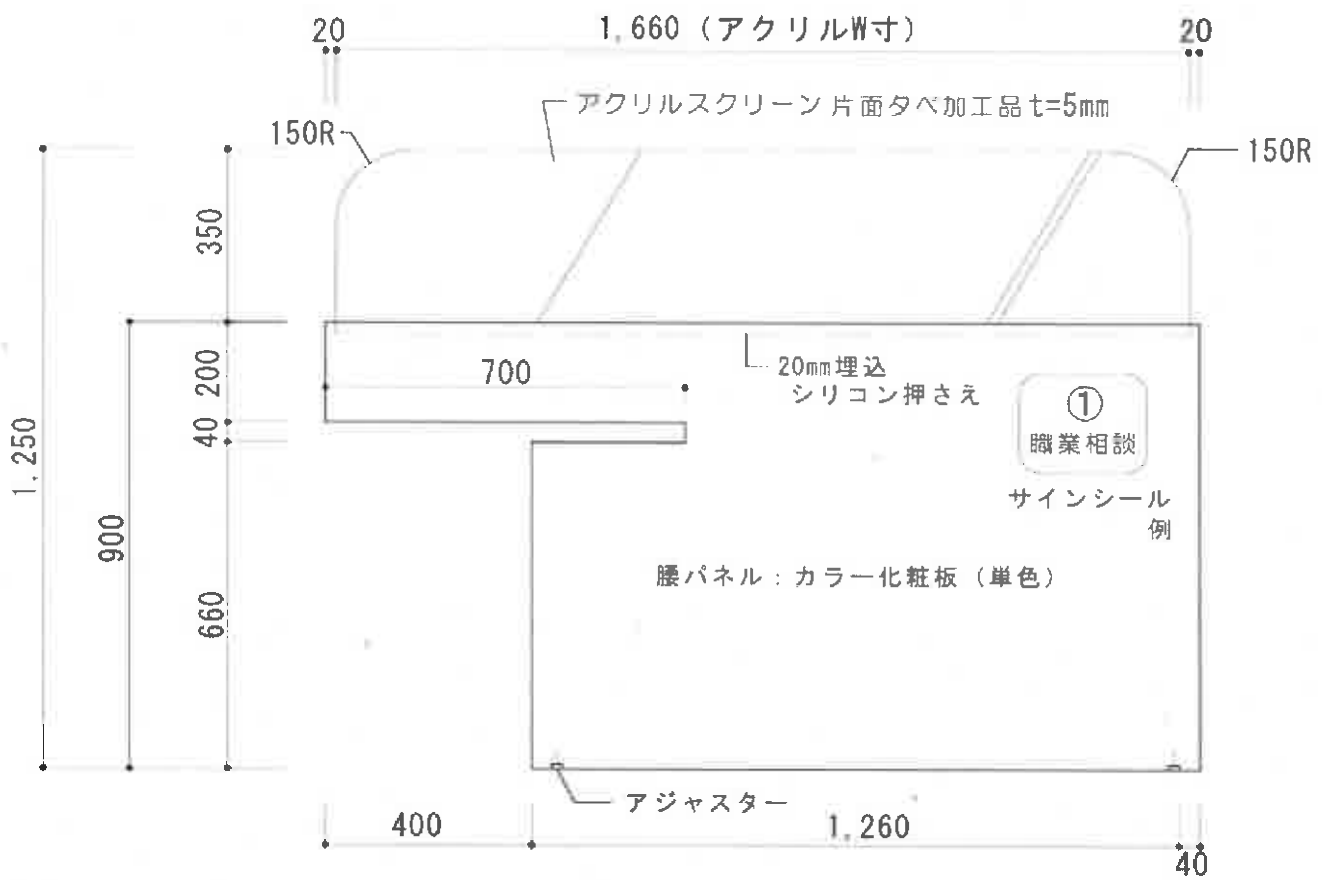 20
1,660 (アクリルW寸)
20
アクリルスクリーン 片面タペ加工品 t=5mm
150R
150R
350
200
40
660
900
1,250
700
20mm埋込
シリコン押さえ
①
職業相談
サインシール
例
腰パネル：カラー化粧板（単色）
アジャスター
400
1,260
40